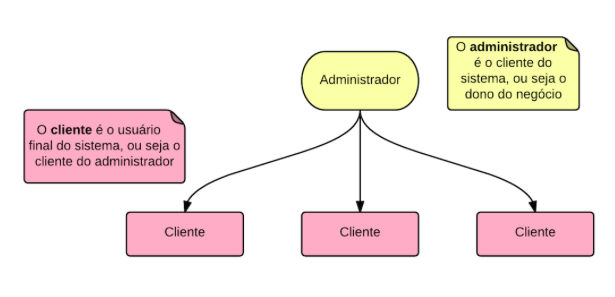 O administrador
é o cliente do
sistema, ou seja o
dono do negócio
Administrador
O cliente é o usuário
final do sistema, ou seja o
cliente do administrador
Cliente
Cliente
Cliente